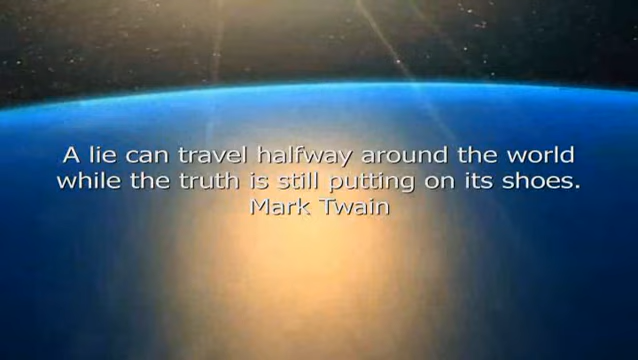 A lie can travel halfway around the world
while the truth is still putting on its shoes.
Mark Twain